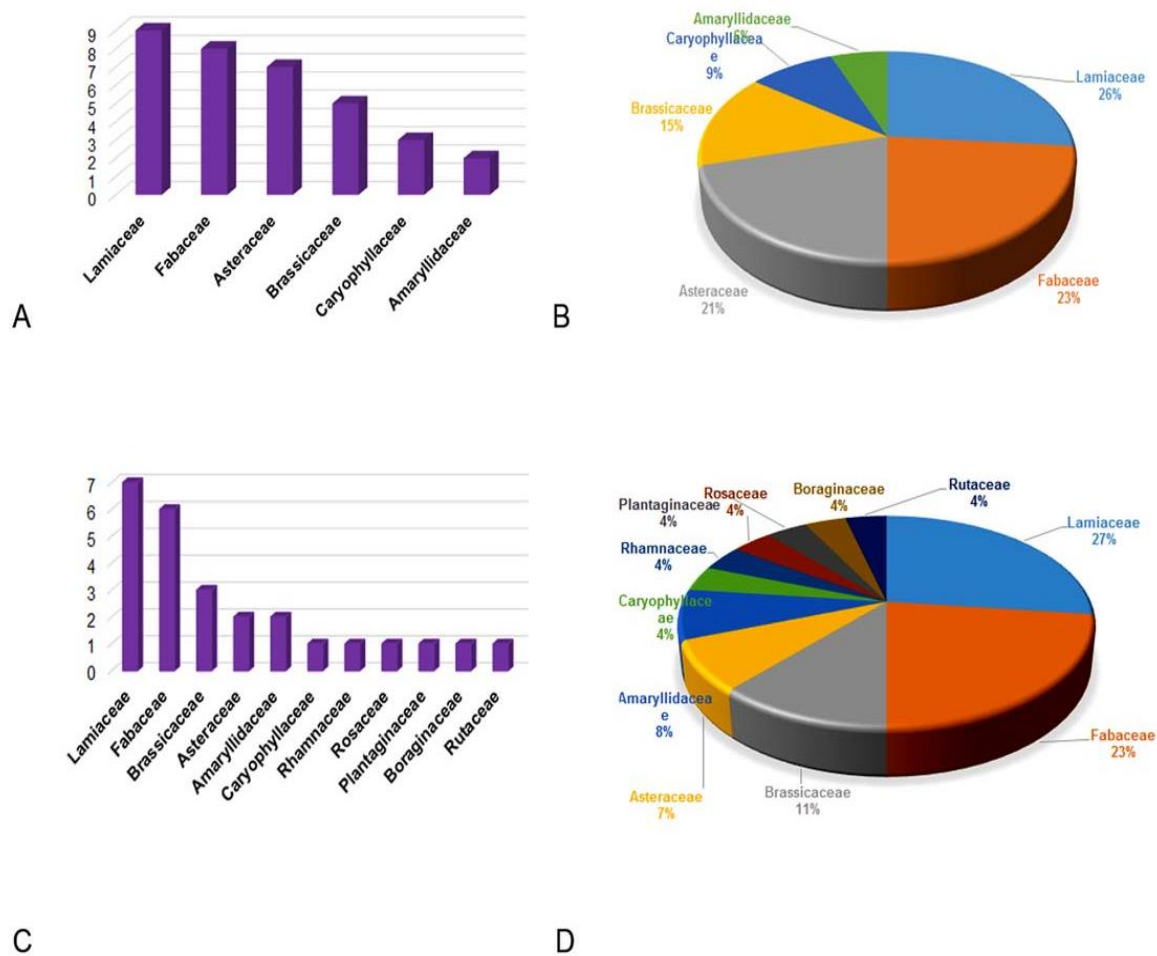 9
8
7
6
5
4
3
2
1
0
Lamiaceae
Fabaceae
Asteraceae
Brassicaceae
Caryophyllaceae
Amaryllidaceae
A
Amaryllidaceae
6%
Caryophyllacea
e
9%
Lamiaceae
26%
Brassicaceae
15%
Asteraceae
21%
Fabaceae
23%
B
7
6
5
4
3
2
1
0
Lamiaceae
Fabaceae
Brassicaceae
Asteraceae
Amaryllidaceae
Caryophyllaceae
Rhamnaceae
Rosaceae
Plantaginaceae
Boraginaceae
Rutaceae
C
Plantaginaceae
4%
Rosaceae
4%
Boraginaceae
4%
Rutaceae
4%
Lamiaceae
27%
Rhamnaceae
4%
Caryophyllace
ae
4%
Amaryllidacea
e
8%
Asteraceae
7%
Brassicaceae
11%
Fabaceae
23%
D